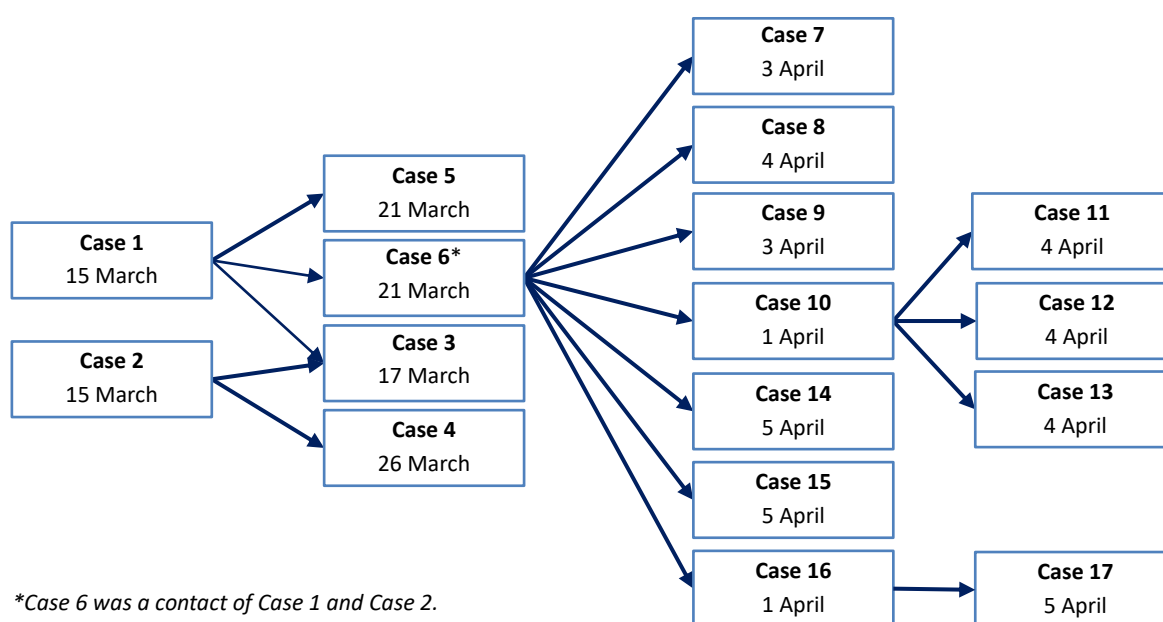 Case 1
15 March
Case 2
15 March
Case 5
21 March
Case 6*
21 March
Case 3
17 March
Case 4
26 March
Case 7
3 April
Case 8
4 April
Case 9
3 April
Case 10
1 April
Case 14
5 April
Case 15
5 April
Case 16
1 April
Case 11
4 April
Case 12
4 April
Case 13
4 April
Case 17
5 April
*Case 6 was a contact of Case 1 and Case 2.